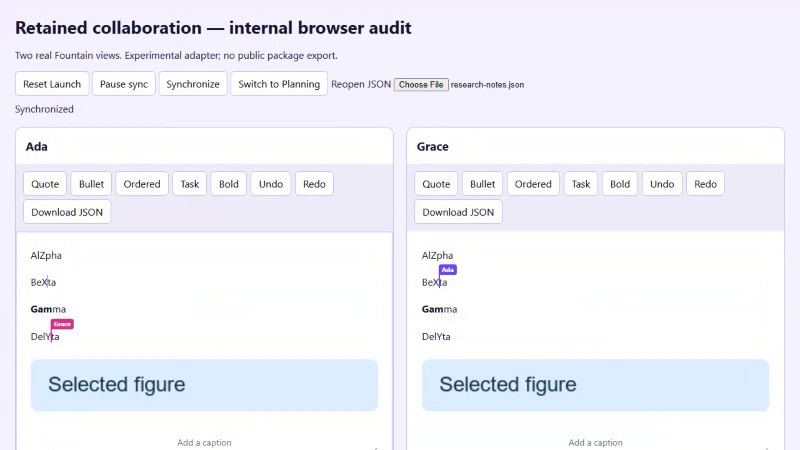 Retained collaboration — internal browser audit
Two real Fountain views. Experimental adapter; no public package export.
Reset Launch Pause sync Synchronize Switch to Planning Reopen JSON Choose File research-notes.json
Synchronized
Ada
Quote Bullet Ordered Task Bold Undo Redo
Download JSON
AlZpha
BeXta
Gamma
Grace
DelYta
Selected figure
Add a caption
Grace
Quote Bullet Ordered Task Bold Undo Redo
Download JSON
AlZpha
Ada
BeXta
Gamma
DelYta
Selected figure
Add a caption